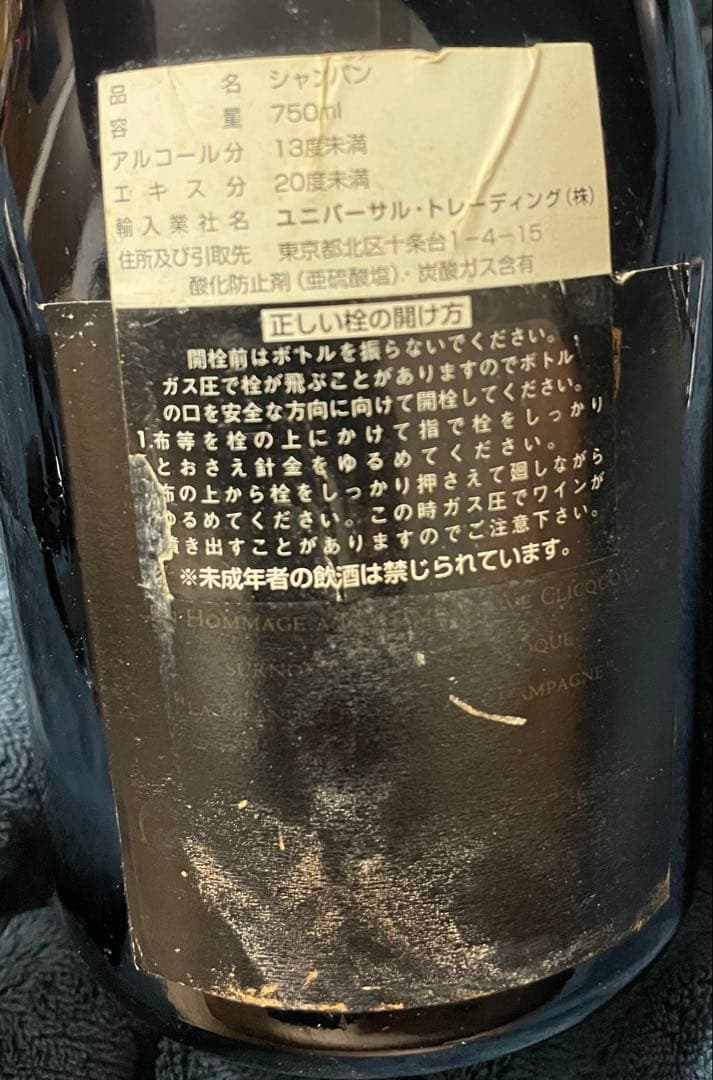 品名 シャンパン
容量 750ml
アルコール分 13度未満
エキス分 20度未満
輸入業社名 ユニバーサル・トレーディング(株)
住所及び引取先 東京都北区十条台1-4-15
酸化防止剤(亜硫酸塩)・炭酸ガス含有
正しい栓の開け方
開栓前はボトルを振らないでください。
ガス圧で栓が飛ぶことがありますのでボトル
の口を安全な方向に向けて開栓してください。
1.布等を栓の上にかけて指で栓をしっかり
とおさえ針金をゆるめてください。
布の上から栓をしっかり押さえて廻しながら
ゆるめてください。この時ガス圧でワインが
噴き出すことがありますのでご注意下さい。
※未成年者の飲酒は禁じられています。
HOMMAGE À CLICQUOT
SURNO
"LA CHAMPAGNE"